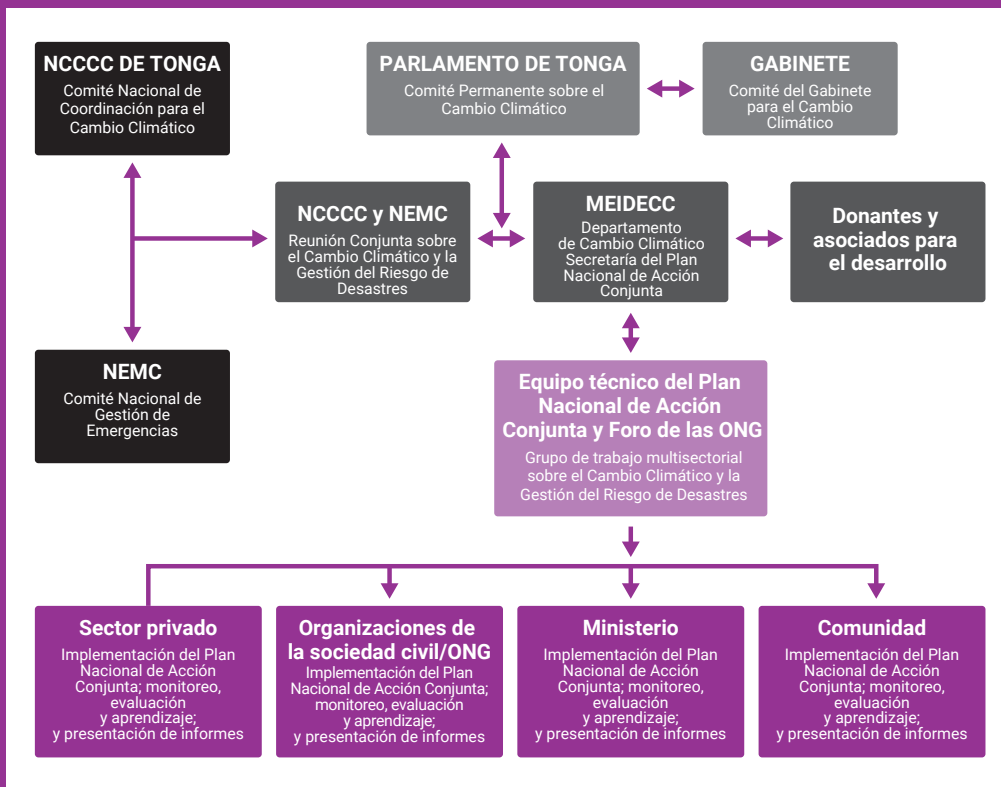 NCCCC DE TONGA
Comité Nacional de
Coordinación para el
Cambio Climático
PARLAMENTO DE TONGA
Comité Permanente sobre el
Cambio Climático
GABINETE
Comité del Gabinete
para el Cambio
Climático
NCCCC y NEMC
Reunión Conjunta sobre
el Cambio Climático y la
Gestión del Riesgo de
Desastres
MEIDECC
Departamento
de Cambio Climático
Secretaría del Plan
Nacional de Acción
Conjunta
Donantes y
asociados para
el desarrollo
NEMC
Comité Nacional de
Gestión de
Emergencias
Equipo técnico del Plan
Nacional de Acción
Conjunta y Foro de las ONG
Grupo de trabajo multisectorial
sobre el Cambio Climático y la
Gestión del Riesgo de Desastres
Sector privado
Implementación del Plan
Nacional de Acción
Conjunta; monitoreo,
evaluación
y aprendizaje;
y presentación de informes
Organizaciones de
la sociedad civil/ONG
Implementación del Plan
Nacional de Acción Conjunta;
monitoreo, evaluación
y aprendizaje;
y presentación de informes
Ministerio
Implementación del Plan
Nacional de Acción
Conjunta; monitoreo,
evaluación
y aprendizaje;
y presentación de informes
Comunidad
Implementación del Plan
Nacional de Acción
Conjunta; monitoreo,
evaluación
y aprendizaje;
y presentación de informes